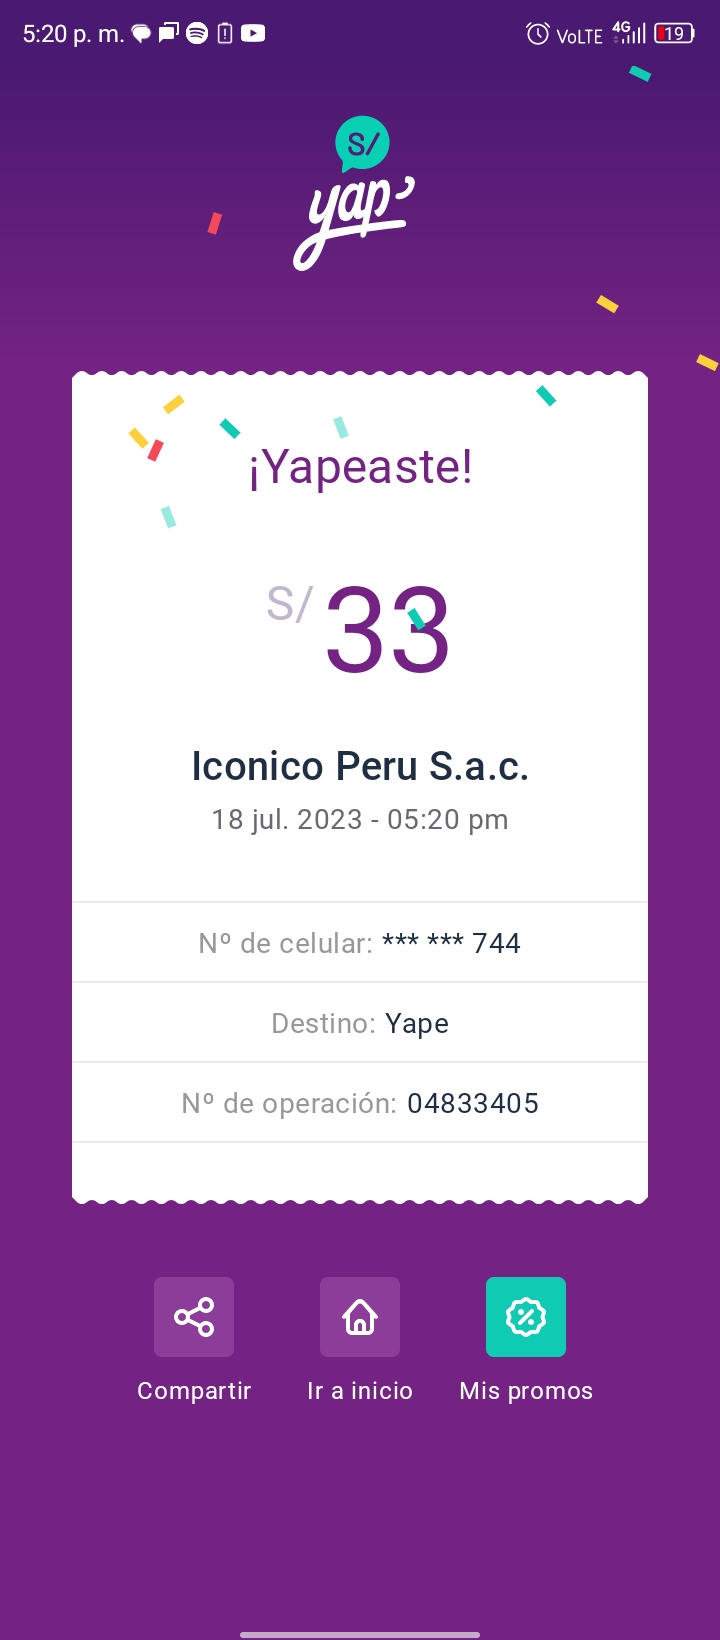 5:20 p. m.
VoLTE 4G 19
S/
yape
¡Yapeaste!
S/ 33
Iconico Peru S.a.c.
18 jul. 2023 - 05:20 pm
Nº de celular: *** *** 744
Destino: Yape
Nº de operación: 04833405
Compartir Ir a inicio Mis promos